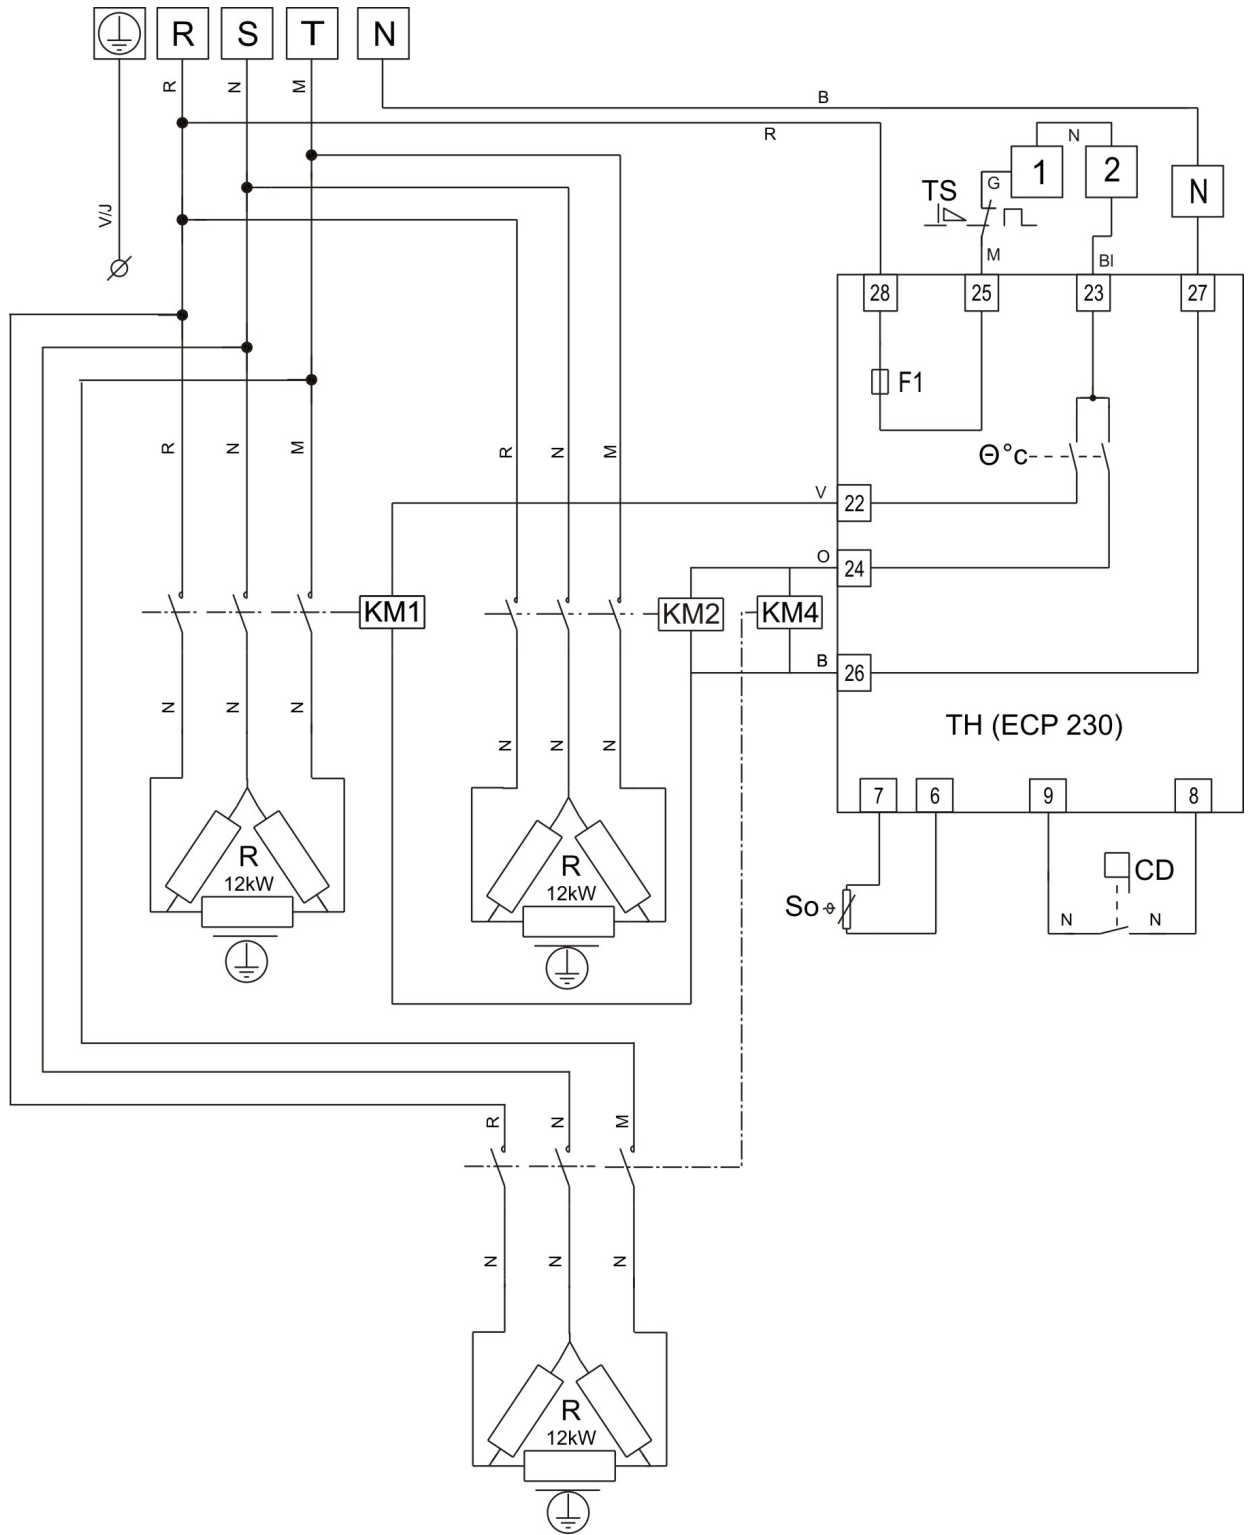 R S T N
R N M
B
R
N
1 2
TS G
N
V/J
M Bl
28 25 23 27
F1
R N M
R N M
Θ°c
V 22
O 24
KM1 KM2 KM4
B 26
N N N
TH (ECP 230)
N N N
7 6 9 8
R
12kW
R
12kW
CD
So
N N
R N M
N N N
R
12kW